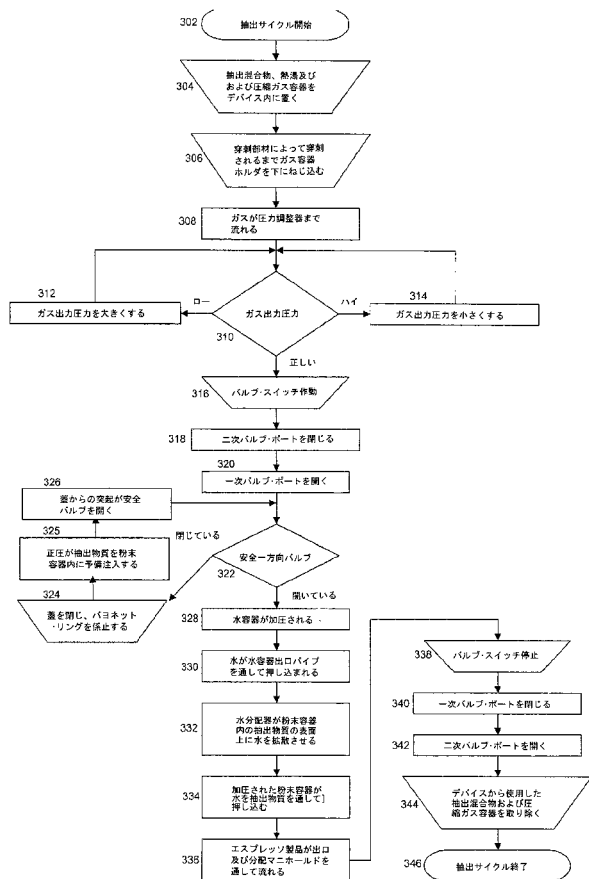 302
抽出サイクル開始
304
抽出混合物、熱湯及び
および圧縮ガス容器を
デバイス内に置く
306
穿刺部材によって穿刺
されるまでガス容器
ホルダを下にねじ込む
308
ガスが圧力調整器まで
流れる
312
ガス出力圧力を大きくする
ロー
ガス出力圧力
310
ハイ
314
ガス出力圧力を小さくする
正しい
316
バルブ・スイッチ作動
318
二次バルブ・ポートを閉じる
320
一次バルブ・ポートを開く
326
蓋からの突起が安全
バルブを開く
325
正圧が抽出物質を粉末
容器内に予備注入する
324
蓋を閉じ、バヨネット
・リングを係止する
閉じている
安全一方向バルブ
322
開いている
328
水容器が加圧される
330
水が水容器出口パイプ
を通して押し込まれる
332
水分配器が粉末容器
内の抽出物質の表面
上に水を拡散させる
334
加圧された粉末容器が
水を抽出物質を通して]
押し込む
336
エスプレッソ製品が出口
及び分配マニホールドを
通して流れる
338
バルブ・スイッチ停止
340
一次バルブ・ポートを閉じる
342
二次バルブ・ポートを開く
344
デバイスから使用した
抽出混合物および圧
縮ガス容器を取り除く
346
抽出サイクル終了